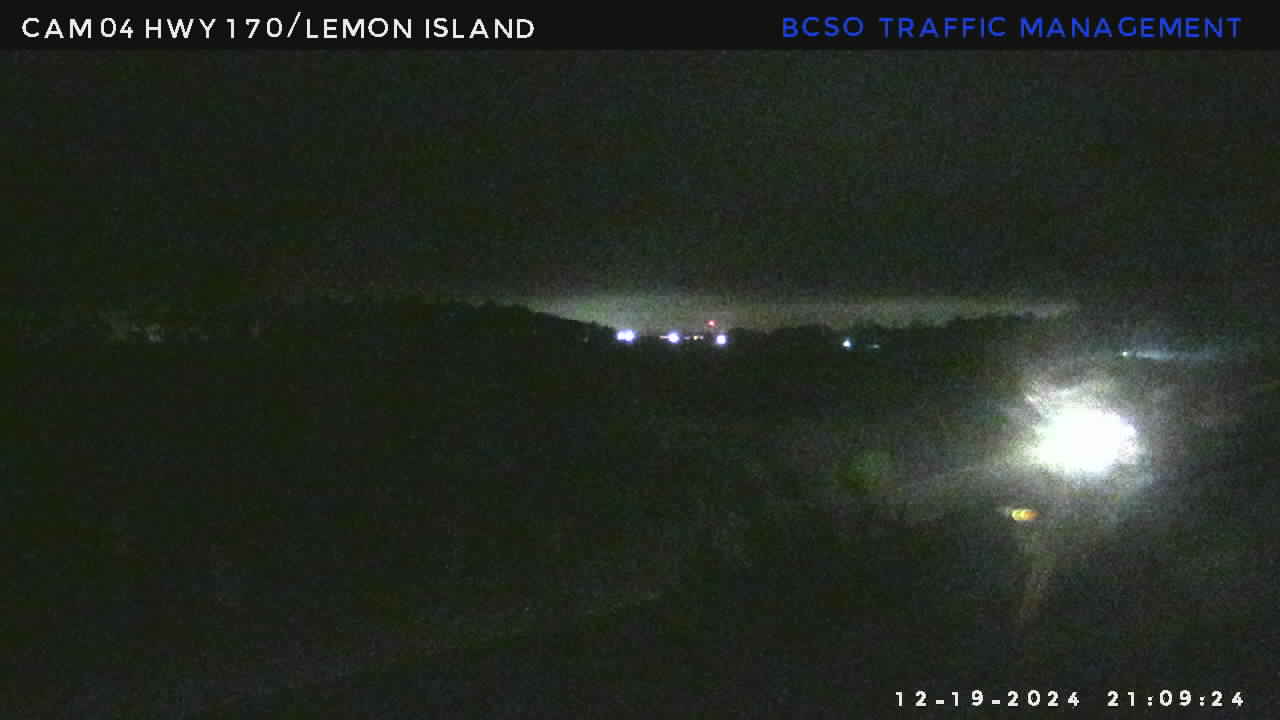 CAM 04 HWY 170/LEMON ISLAND
BCSO TRAFFIC MANAGEMENT
12-19-2024 21:09:24